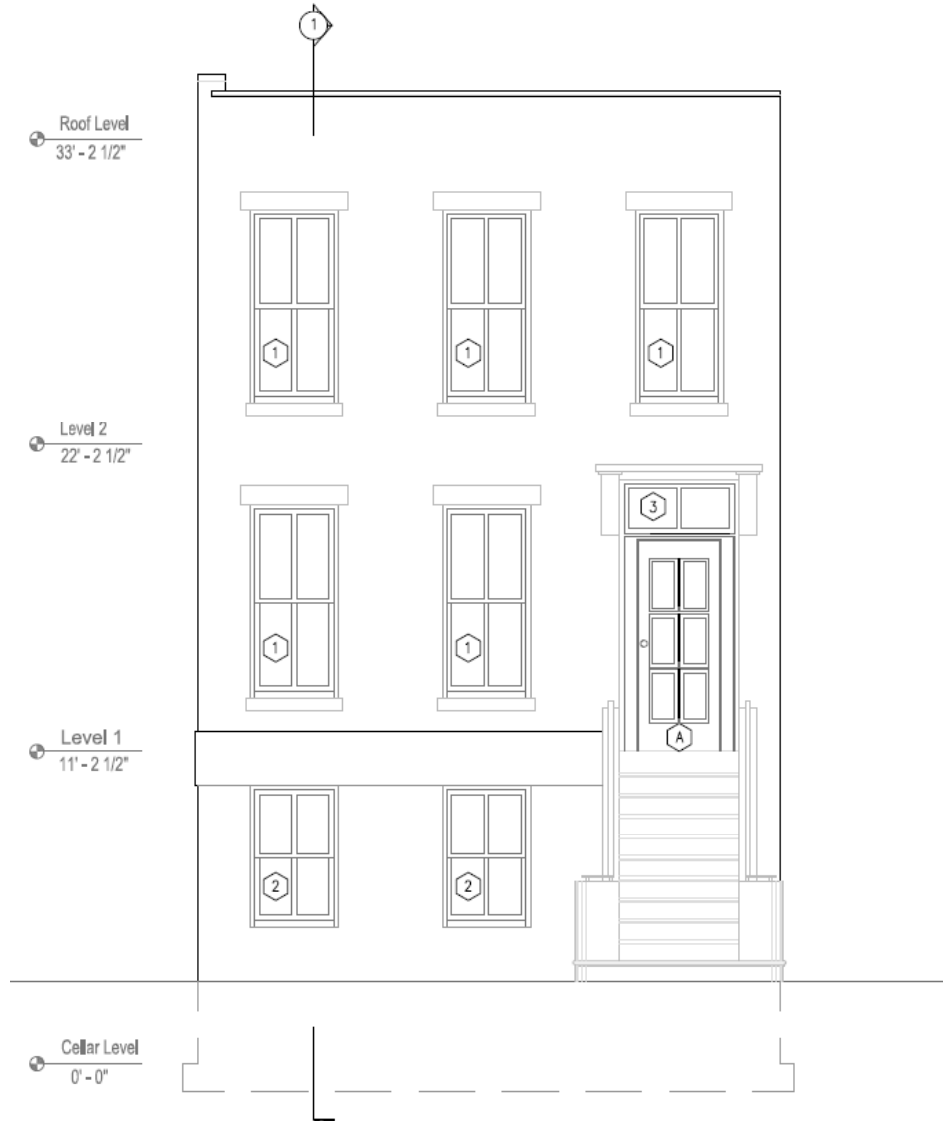 1
Roof Level
33' - 2 1/2"
1 1 1
Level 2
22' - 2 1/2"
3
1 1
A
Level 1
11' - 2 1/2"
2 2
Cellar Level
0' - 0"